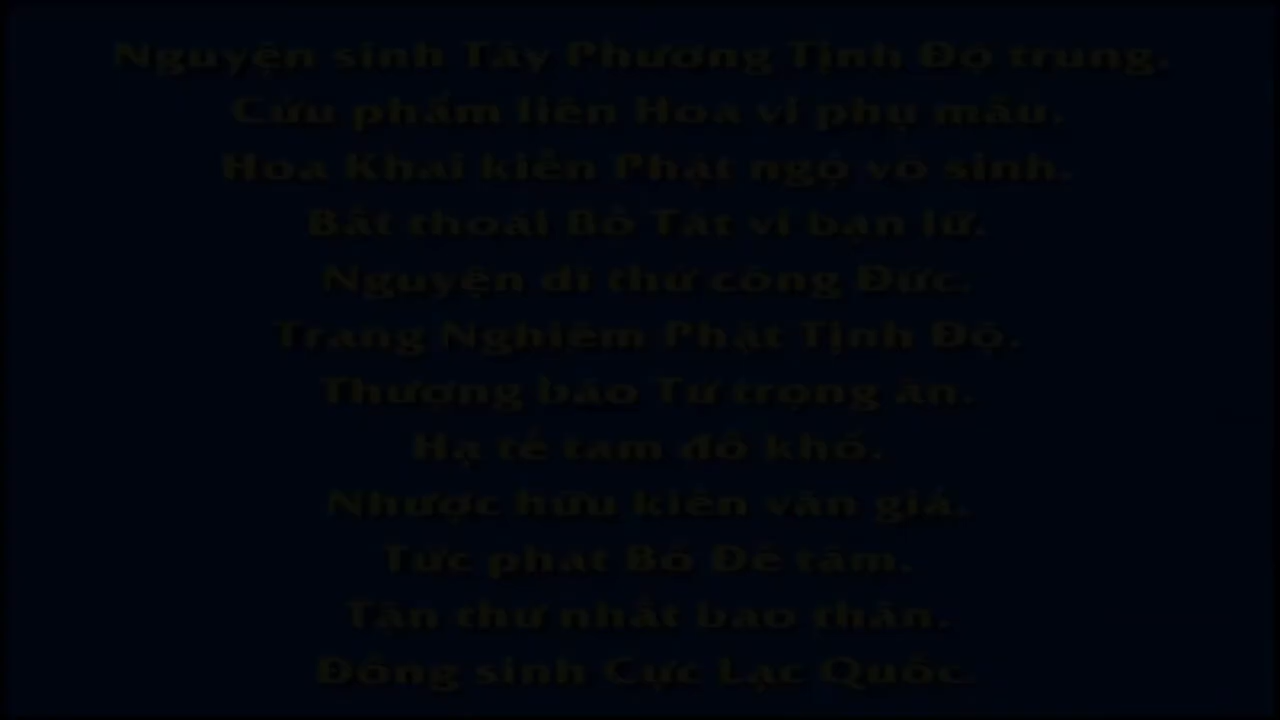 Nguyện sinh Tây Phương Tịnh Độ trung.
Cửu phẩm liên Hoa vi phụ mẫu.
Hoa Khai kiến Phật ngộ vô sinh.
Bất thoái Bồ Tát vi bạn lữ.
Nguyện dĩ thử công Đức.
Trang Nghiêm Phật Tịnh Độ.
Thượng báo Tứ trọng ân.
Hạ tế tam đồ khổ.
Nhược hữu kiến văn giả.
Tức phát Bồ Đề tâm.
Tận thử nhất báo thân.
Đồng sinh Cực Lạc Quốc.